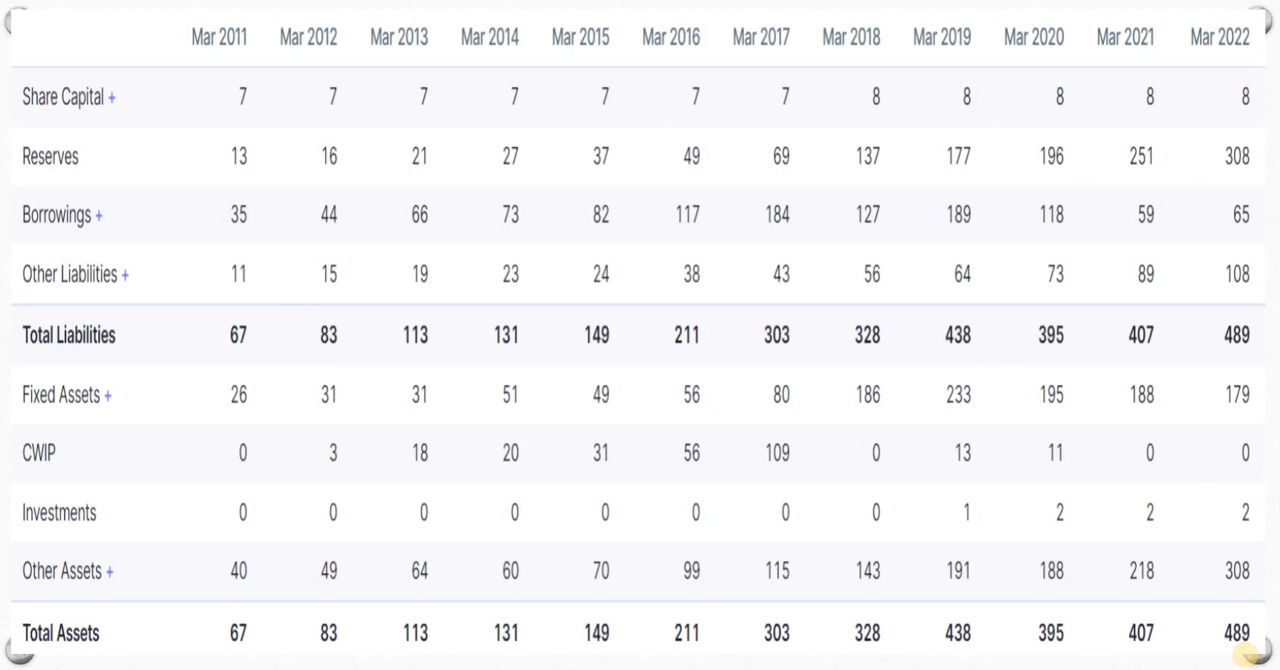 Mar 2011 Mar 2012 Mar 2013 Mar 2014 Mar 2015 Mar 2016 Mar 2017 Mar 2018 Mar 2019 Mar 2020 Mar 2021 Mar 2022
Share Capital + 7 7 7 7 7 7 7 8 8 8 8 8
Reserves 13 16 21 27 37 49 69 137 177 196 251 308
Borrowings + 35 44 66 73 82 117 184 127 189 118 59 65
Other Liabilities + 11 15 19 23 24 38 43 56 64 73 89 108
Total Liabilities 67 83 113 131 149 211 303 328 438 395 407 489
Fixed Assets + 26 31 31 51 49 56 80 186 233 195 188 179
CWIP 0 3 18 20 31 56 109 0 13 11 0 0
Investments 0 0 0 0 0 0 0 0 1 2 2 2
Other Assets + 40 49 64 60 70 99 115 143 191 188 218 308
Total Assets 67 83 113 131 149 211 303 328 438 395 407 489